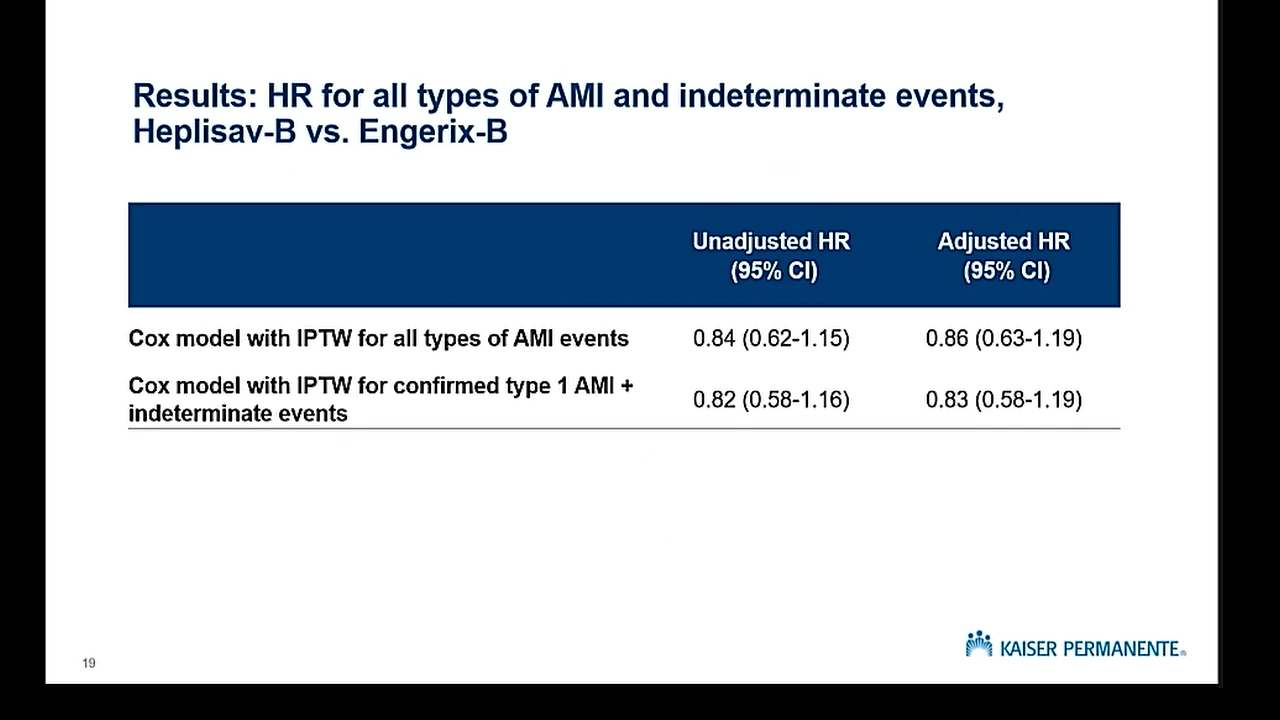 Results: HR for all types of AMI and indeterminate events,
Heplisav-B vs. Engerix-B
Unadjusted HR
(95% CI)
Adjusted HR
(95% CI)
Cox model with IPTW for all types of AMI events
0.84 (0.62-1.15)
0.86 (0.63-1.19)
Cox model with IPTW for confirmed type 1 AMI +
indeterminate events
0.82 (0.58-1.16)
0.83 (0.58-1.19)
19
KAISER PERMANENTE®